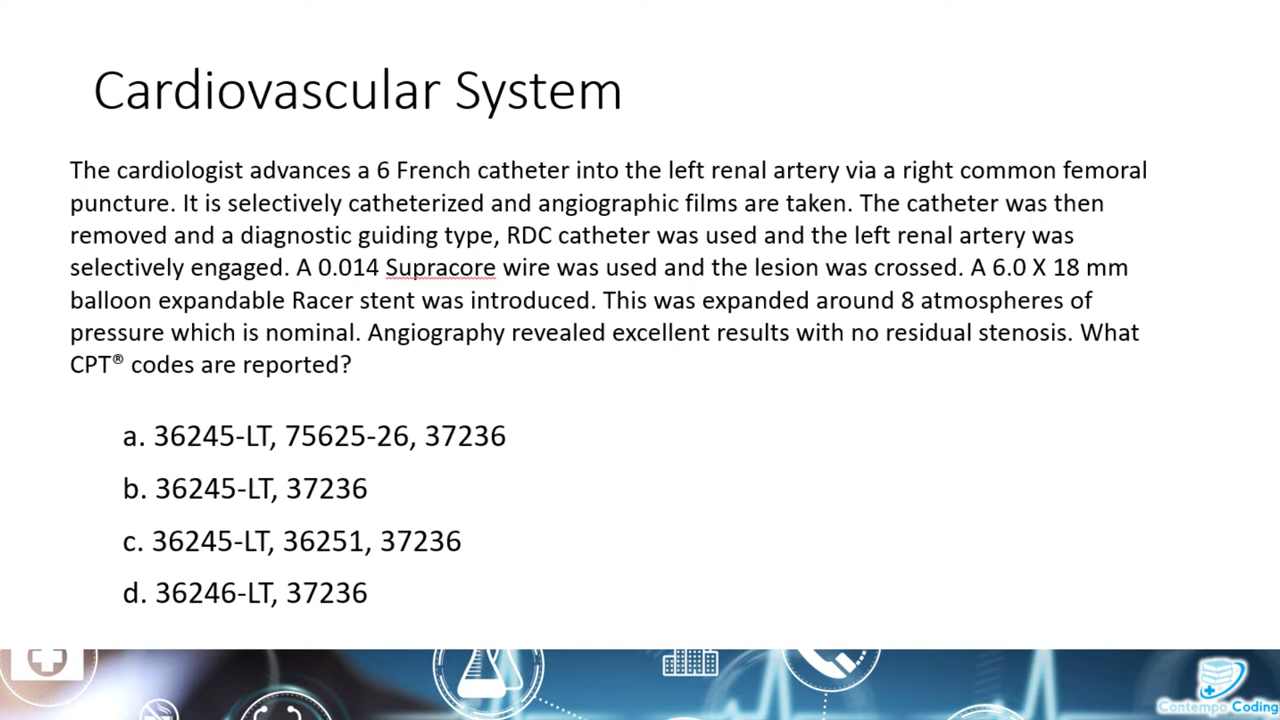 Cardiovascular System
The cardiologist advances a 6 French catheter into the left renal artery via a right common femoral
puncture. It is selectively catheterized and angiographic films are taken. The catheter was then
removed and a diagnostic guiding type, RDC catheter was used and the left renal artery was
selectively engaged. A 0.014 Supracore wire was used and the lesion was crossed. A 6.0 X 18 mm
balloon expandable Racer stent was introduced. This was expanded around 8 atmospheres of
pressure which is nominal. Angiography revealed excellent results with no residual stenosis. What
CPT® codes are reported?
a. 36245-LT, 75625-26, 37236
b. 36245-LT, 37236
c. 36245-LT, 36251, 37236
d. 36246-LT, 37236
Contempo Coding